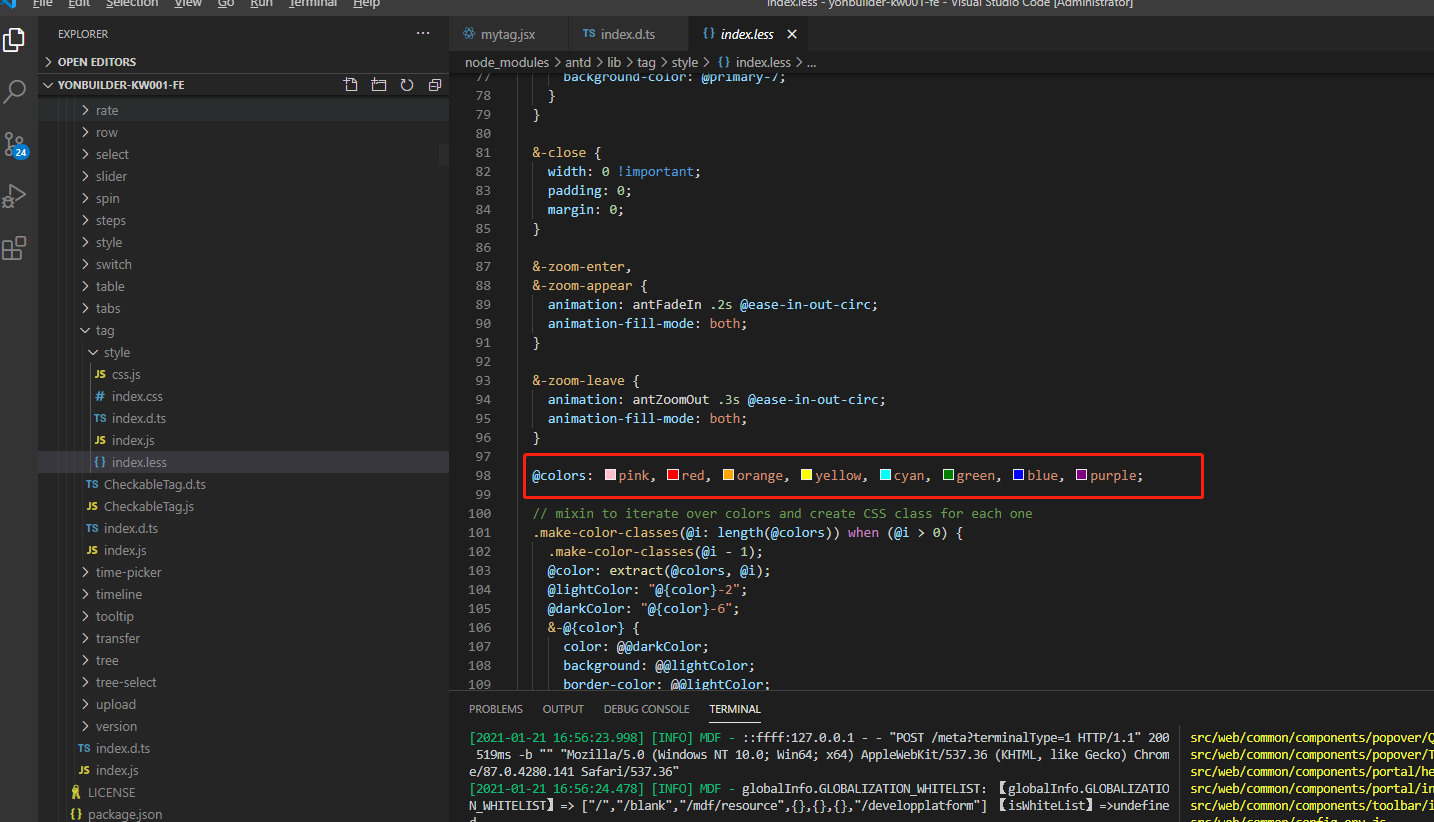 File Edit Selection View Go Run Terminal Help
index.less - yonbuilder-kw001-fe - Visual Studio Code [Administrator]
EXPLORER
OPEN EDITORS
YONBUILDER-KW001-FE
24
rate
row
select
slider
spin
steps
style
switch
table
tabs
tag
style
JS css.js
# index.css
TS index.d.ts
JS index.js
{} index.less
TS CheckableTag.d.ts
JS CheckableTag.js
TS index.d.ts
JS index.js
time-picker
timeline
tooltip
transfer
tree
tree-select
upload
version
TS index.d.ts
JS index.js
LICENSE
{} package.json
mytag.jsx
TS index.d.ts
{} index.less
node_modules > antd > lib > tag > style > {} index.less > ...
77 background-color: @primary-7;
78 }
79 }
80
81 &-close {
82 width: 0 !important;
83 padding: 0;
84 margin: 0;
85 }
86
87 &-zoom-enter,
88 &-zoom-appear {
89 animation: antFadeIn .2s @ease-in-out-circ;
90 animation-fill-mode: both;
91 }
92
93 &-zoom-leave {
94 animation: antZoomOut .3s @ease-in-out-circ;
95 animation-fill-mode: both;
96 }
97
98 @colors: pink, red, orange, yellow, cyan, green, blue, purple;
99
100 // mixin to iterate over colors and create CSS class for each one
101 .make-color-classes(@i: length(@colors)) when (@i > 0) {
102 .make-color-classes(@i - 1);
103 @color: extract(@colors, @i);
104 @lightColor: "@{color}-2";
105 @darkColor: "@{color}-6";
106 &-@{color} {
107 color: @@darkColor;
108 background: @@lightColor;
109 border-color: @@lightColor;
PROBLEMS OUTPUT DEBUG CONSOLE TERMINAL
[2021-01-21 16:56:23.998] [INFO] MDF - ::ffff:127.0.0.1 - - "POST /meta?terminalType=1 HTTP/1.1" 200
519ms -b "" "Mozilla/5.0 (Windows NT 10.0; Win64; x64) AppleWebKit/537.36 (KHTML, like Gecko) Chrom
e/87.0.4280.141 Safari/537.36"
[2021-01-21 16:56:24.478] [INFO] MDF - globalInfo.GLOBALIZATION_WHITELIST: 【globalInfo.GLOBALIZATIO
N_WHITELIST】=> ["/","/blank","/mdf/resource",{},{},{},"/developplatform"] 【isWhiteList】=>undefine
d
src/web/common/components/popover/Q
src/web/common/components/popover/T
src/web/common/components/portal/he
src/web/common/components/portal/in
src/web/common/components/toolbar/i
src/web/common/config.env.js